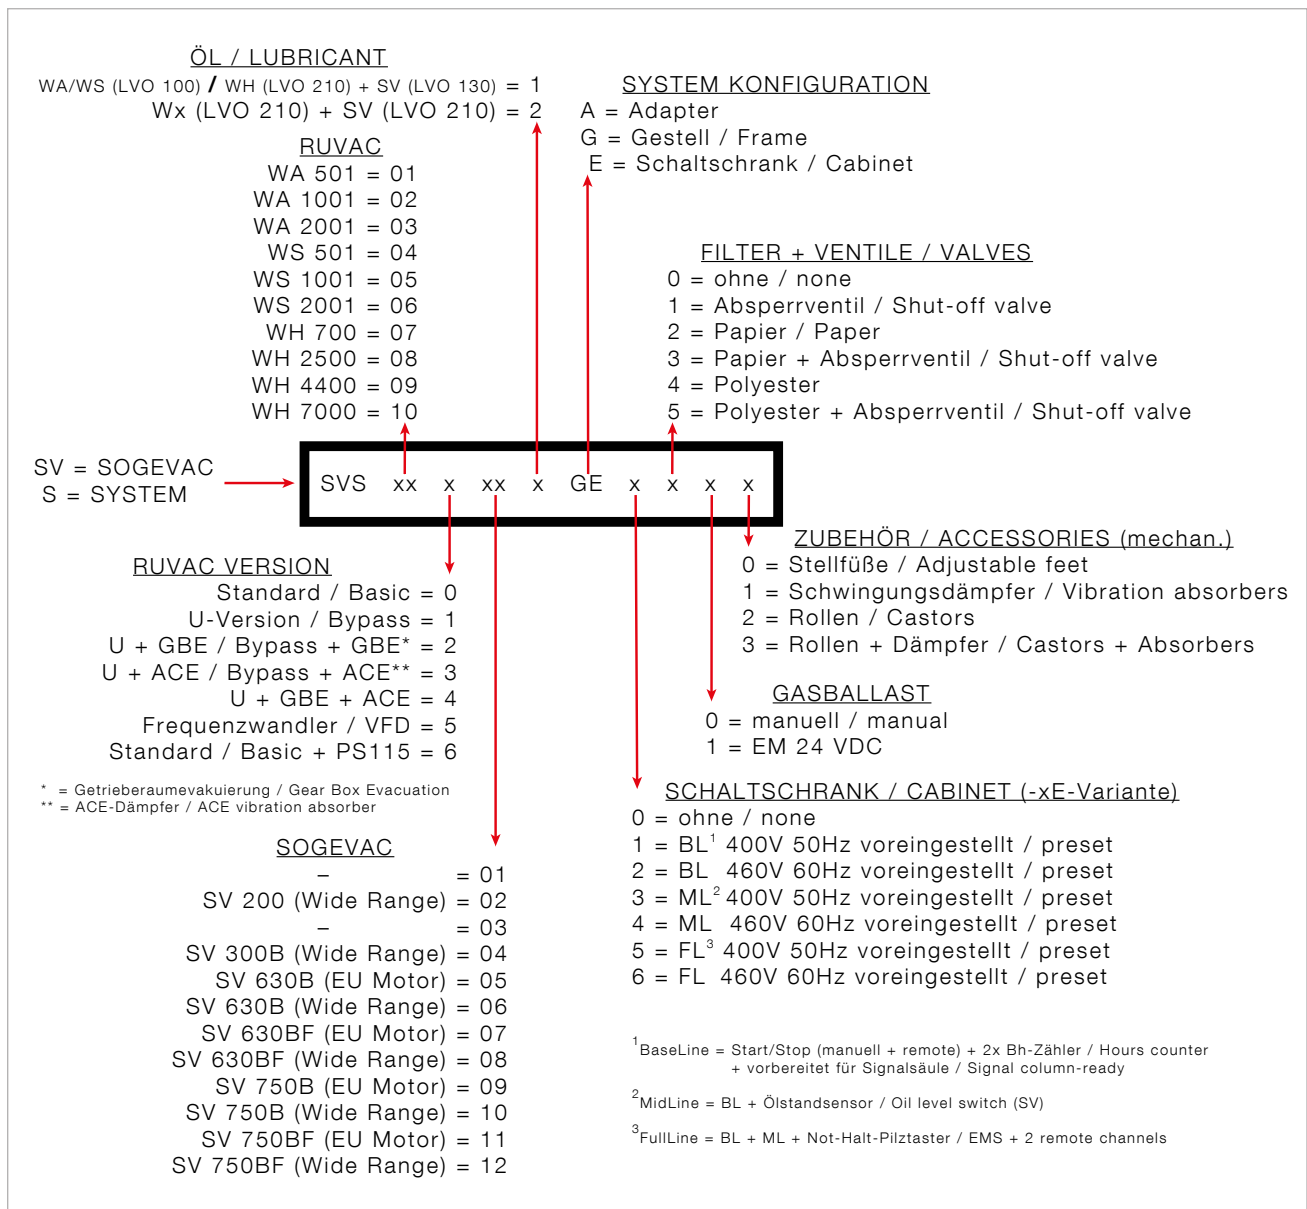 ÖL / LUBRICANT
WA/WS (LVO 100) / WH (LVO 210) + SV (LVO 130) = 1
Wx (LVO 210) + SV (LVO 210) = 2
SYSTEM KONFIGURATION
A = Adapter
G = Gestell / Frame
E = Schaltschrank / Cabinet
RUVAC
WA 501 = 01
WA 1001 = 02
WA 2001 = 03
WS 501 = 04
WS 1001 = 05
WS 2001 = 06
WH 700 = 07
WH 2500 = 08
WH 4400 = 09
WH 7000 = 10
FILTER + VENTILE / VALVES
0 = ohne / none
1 = Absperrventil / Shut-off valve
2 = Papier / Paper
3 = Papier + Absperrventil / Shut-off valve
4 = Polyester
5 = Polyester + Absperrventil / Shut-off valve
SV = SOGEVAC
S = SYSTEM
SVS xx x xx x GE x x x x
RUVAC VERSION
Standard / Basic = 0
U-Version / Bypass = 1
U + GBE / Bypass + GBE* = 2
U + ACE / Bypass + ACE** = 3
U + GBE + ACE = 4
Frequenzwandler / VFD = 5
Standard / Basic + PS115 = 6
* = Getrieberaumevakuierung / Gear Box Evacuation
** = ACE-Dämpfer / ACE vibration absorber
ZUBEHÖR / ACCESSORIES (mechan.)
0 = Stellfüße / Adjustable feet
1 = Schwingungsdämpfer / Vibration absorbers
2 = Rollen / Castors
3 = Rollen + Dämpfer / Castors + Absorbers
GASBALLAST
0 = manuell / manual
1 = EM 24 VDC
SCHALTSCHRANK / CABINET (-xE-Variante)
0 = ohne / none
1 = BL¹ 400V 50Hz voreingestellt / preset
2 = BL 460V 60Hz voreingestellt / preset
3 = ML² 400V 50Hz voreingestellt / preset
4 = ML 460V 60Hz voreingestellt / preset
5 = FL³ 400V 50Hz voreingestellt / preset
6 = FL 460V 60Hz voreingestellt / preset
SOGEVAC
– = 01
SV 200 (Wide Range) = 02
– = 03
SV 300B (Wide Range) = 04
SV 630B (EU Motor) = 05
SV 630B (Wide Range) = 06
SV 630BF (EU Motor) = 07
SV 630BF (Wide Range) = 08
SV 750B (EU Motor) = 09
SV 750B (Wide Range) = 10
SV 750BF (EU Motor) = 11
SV 750BF (Wide Range) = 12
¹BaseLine = Start/Stop (manuell + remote) + 2x Bh-Zähler / Hours counter
+ vorbereitet für Signalsäule / Signal column-ready
²MidLine = BL + Ölstandsensor / Oil level switch (SV)
³FullLine = BL + ML + Not-Halt-Pilztaster / EMS + 2 remote channels